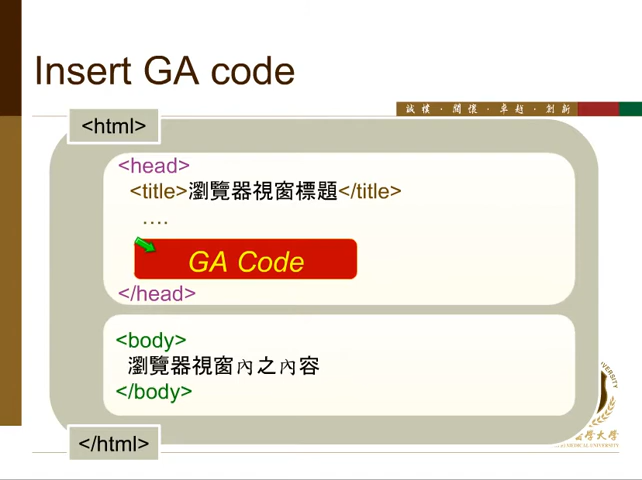 Insert GA code
誠樸 · 關懷 · 卓越 · 創新
<html>
<head>
<title>瀏覽器視窗標題</title>
....
GA Code
</head>
<body>
瀏覽器視窗內之內容
</body>
</html>